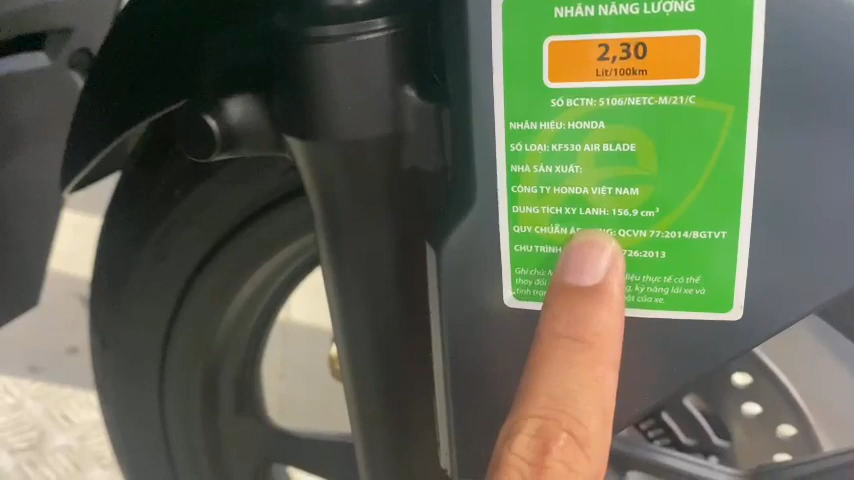 NHÃN NĂNG LƯỢNG
2,30
Lít/100km
SỐ BCTN: 5106/NETC-M/21/C
NHÃN HIỆU: HONDA
SỐ LOẠI: KF530 AIR BLADE
NHÀ SẢN XUẤT:
CÔNG TY HONDA VIỆT NAM
DUNG TÍCH XY LANH: 156,9 cm³
QUY CHUẨN QCVN 77:2014/BGTVT
CHU TRÌNH 726:2013
Ghi chú: liệu thực tế có thể
thay đổi kỹ năng lái xe và
tình trạng của xe.